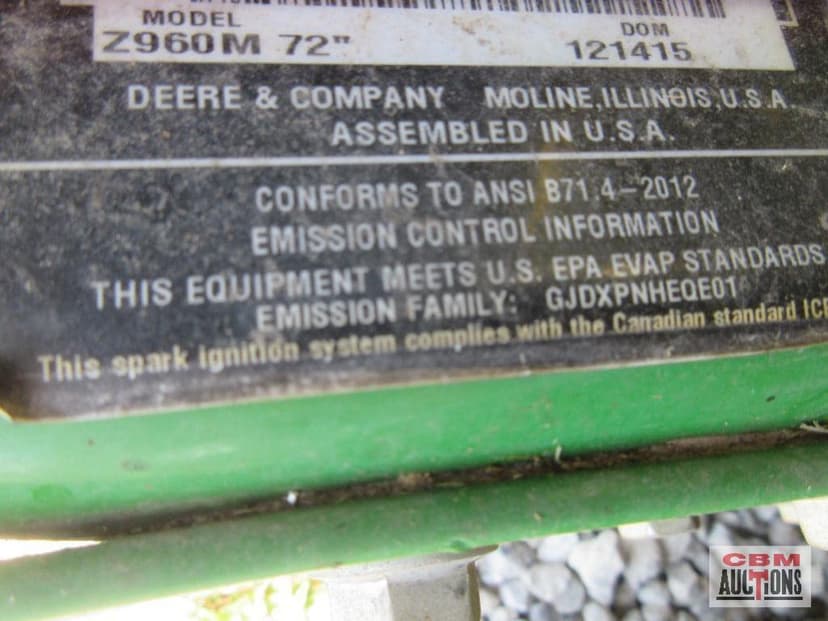 MODEL DOM
Z960M 72" 121415
DEERE & COMPANY MOLINE, ILLINOIS, U.S.A.
ASSEMBLED IN U.S.A.
CONFORMS TO ANSI B71.4-2012
EMISSION CONTROL INFORMATION
THIS EQUIPMENT MEETS U.S. EPA EVAP STANDARDS
EMISSION FAMILY: GJDXPNHEQE01
This spark ignition system complies with the Canadian standard ICE
CBM
AUCTIONS